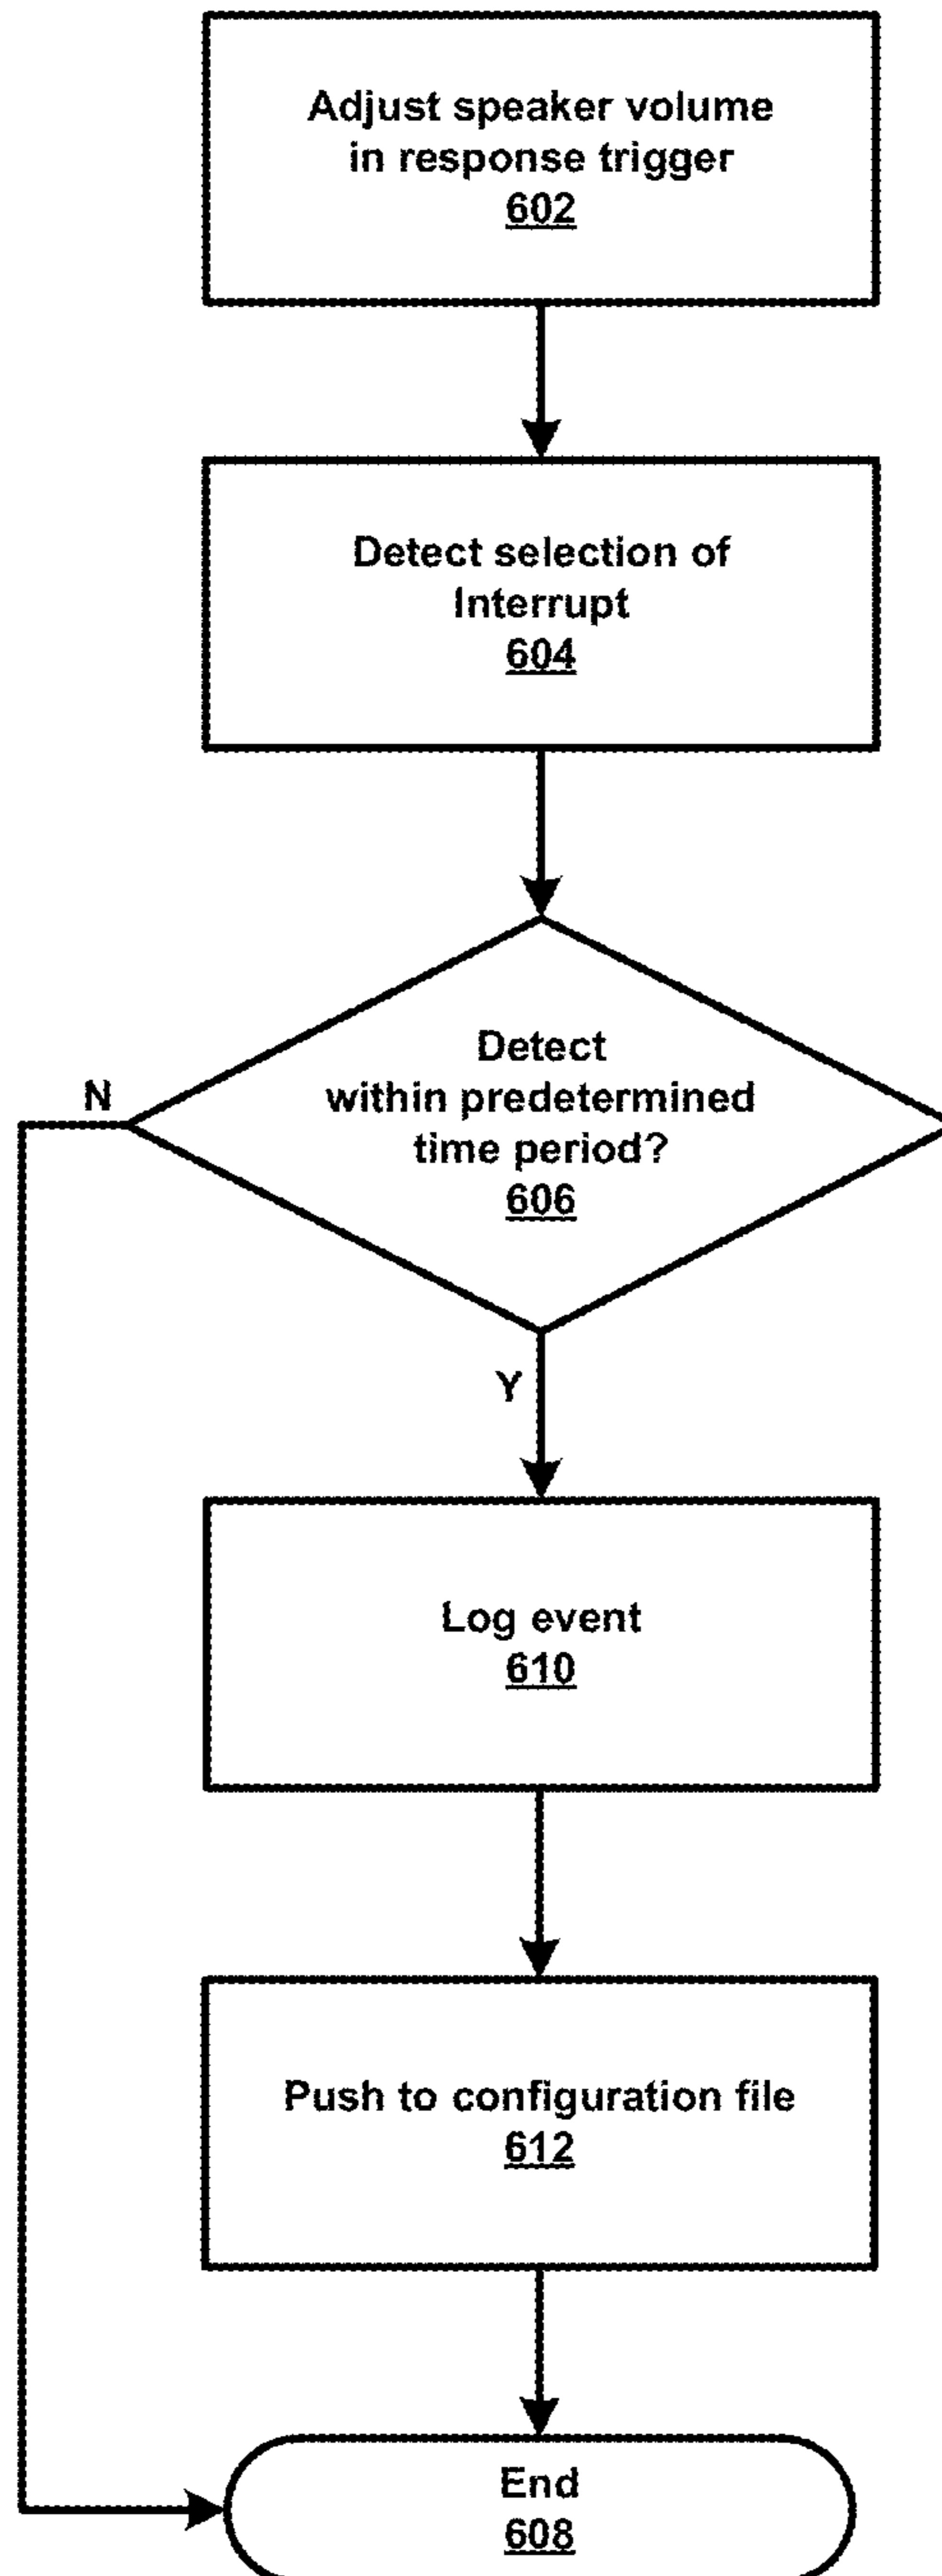 Adjust speaker volume
in response trigger
602
Detect selection of
Interrupt
604
Detect
within predetermined
time period?
606
N
Y
Log event
610
Push to configuration file
612
End
608